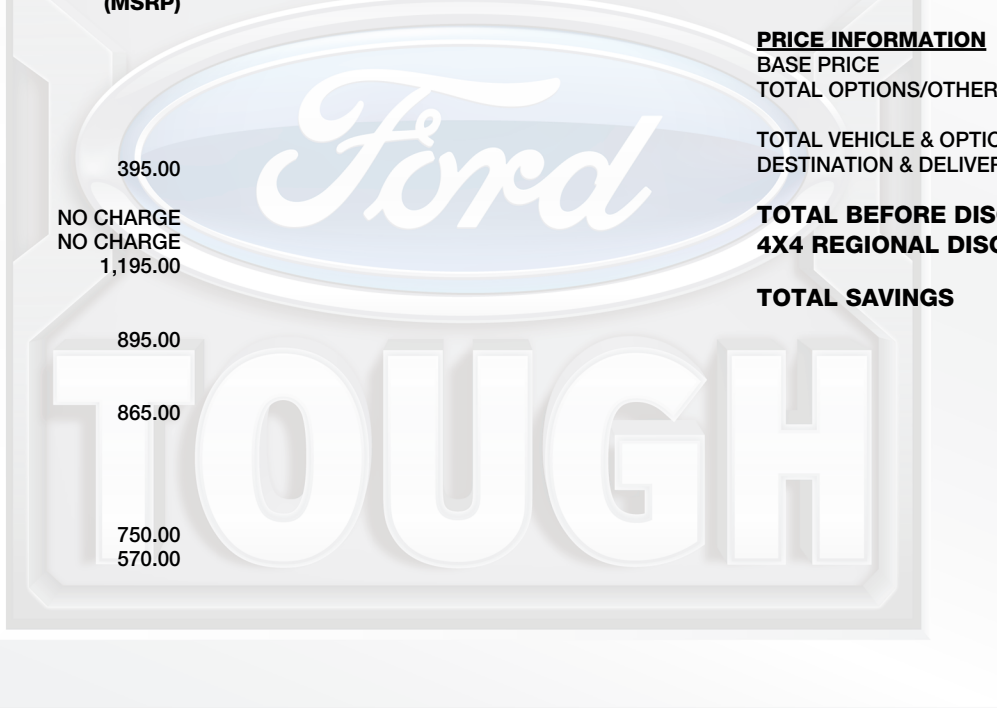 (MSRP)
395.00
NO CHARGE
NO CHARGE
1,195.00
895.00
865.00
750.00
570.00
PRICE INFORMATION
BASE PRICE
TOTAL OPTIONS/OTHER
TOTAL VEHICLE & OPTIO
DESTINATION & DELIVER
TOTAL BEFORE DISC
4X4 REGIONAL DISC
TOTAL SAVINGS
Ford
TOUGH